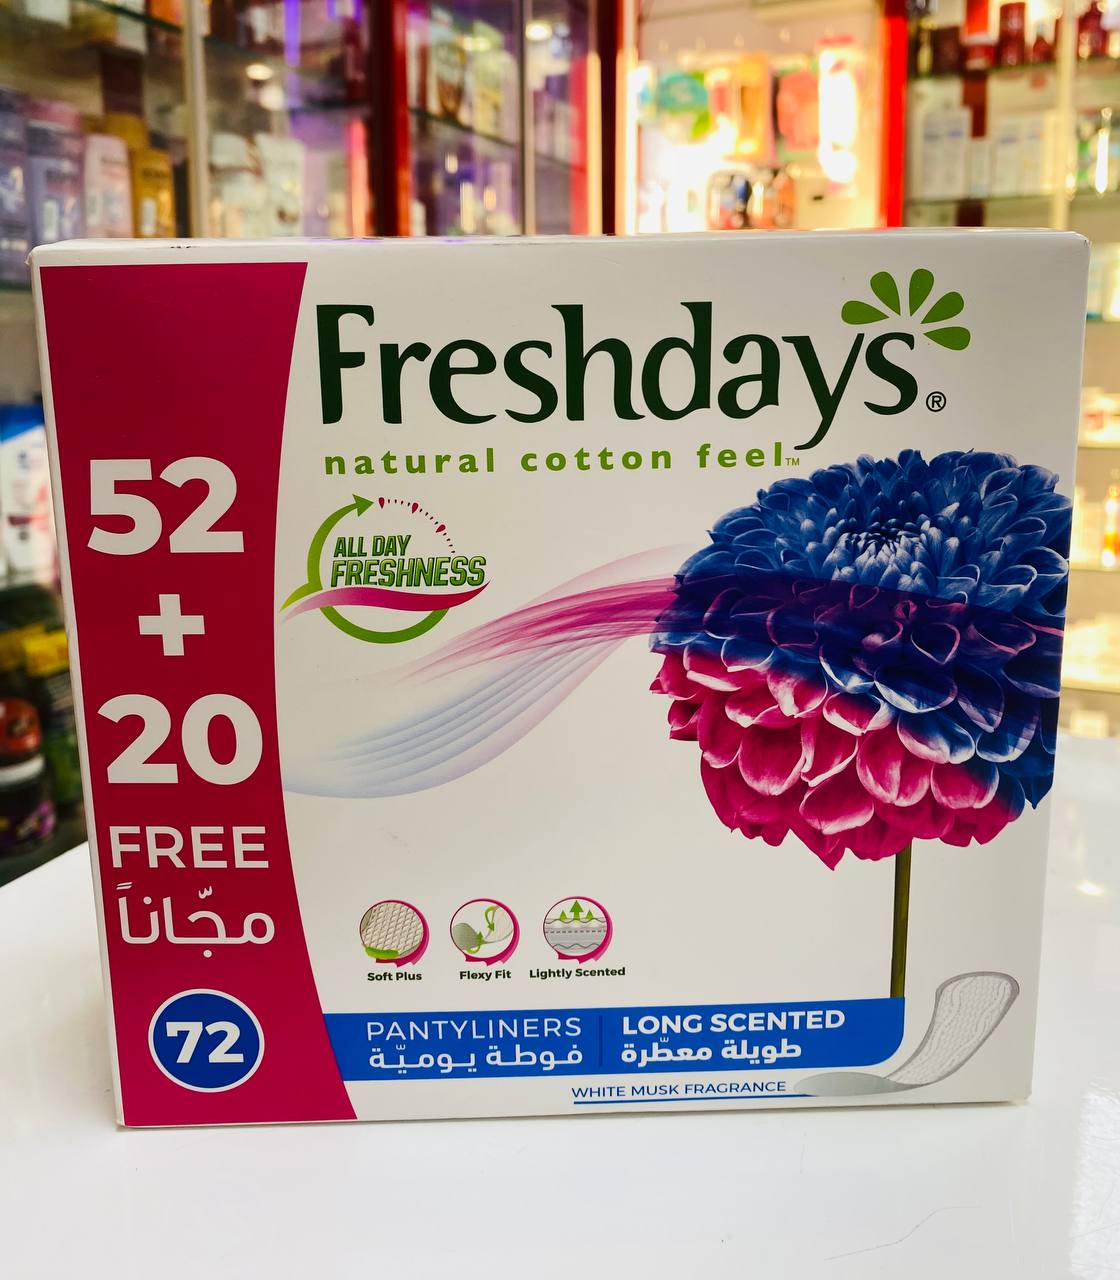 Freshdays®
natural cotton feel™
ALL DAY
FRESHNESS
52
+
20
FREE
مجّاناً
72
Soft Plus
Flexy Fit
Lightly Scented
PANTYLINERS
فوطة يوميّة
LONG SCENTED
طويلة معطّرة
WHITE MUSK FRAGRANCE